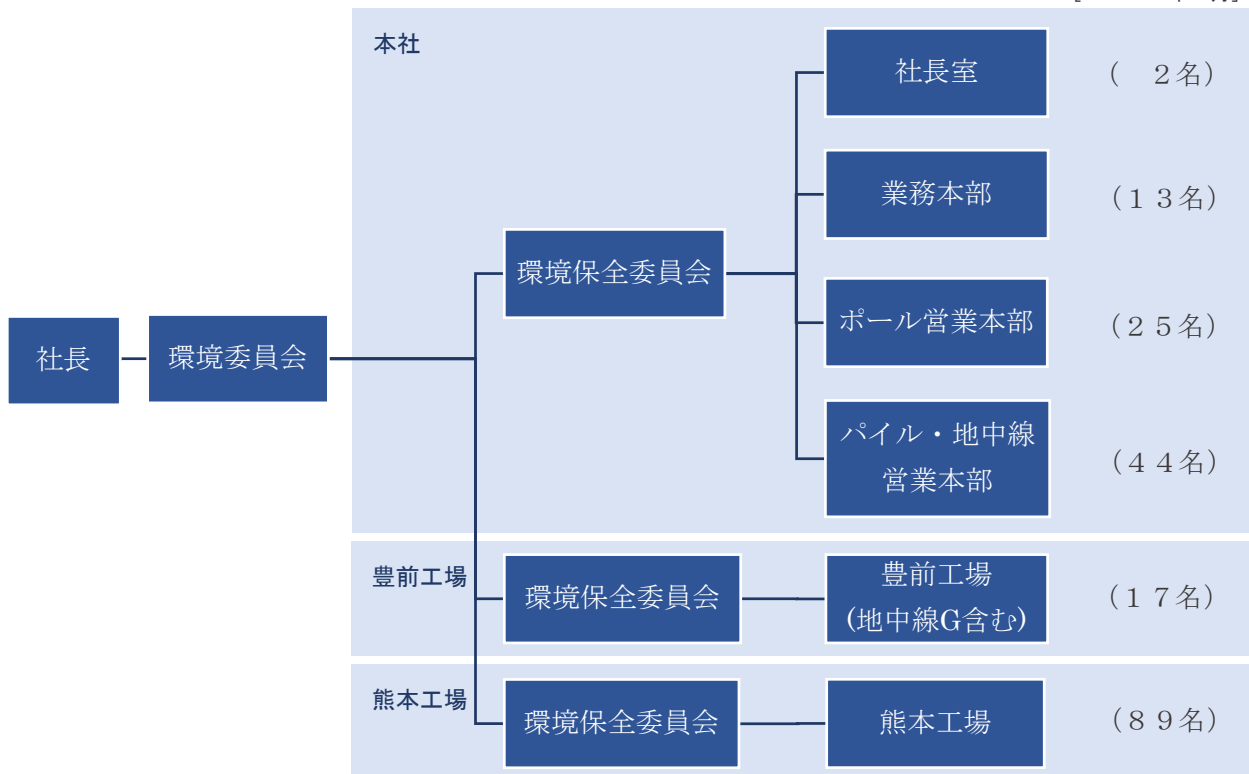 本社
社長室
（　２名）
業務本部
（１３名）
環境保全委員会
ポール営業本部
（２５名）
社長
環境委員会
パイル・地中線
営業本部
（４４名）
豊前工場
環境保全委員会
豊前工場
(地中線G含む)
（１７名）
熊本工場
環境保全委員会
熊本工場
（８９名）